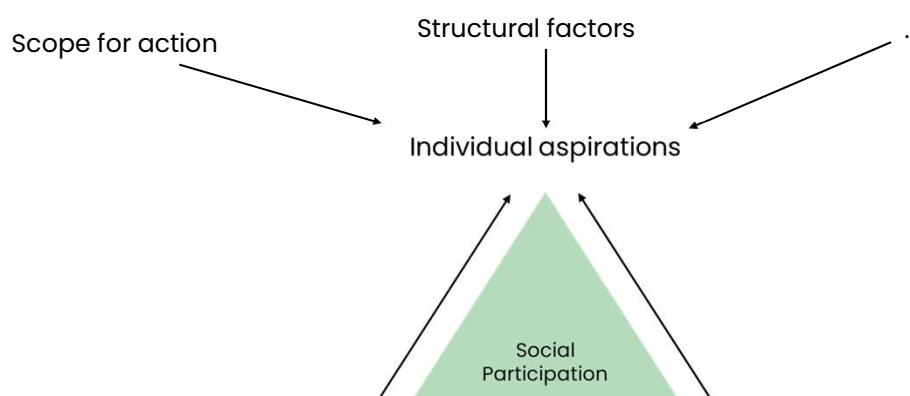 Scope for action
Structural factors
.
Individual aspirations
Social
Participation